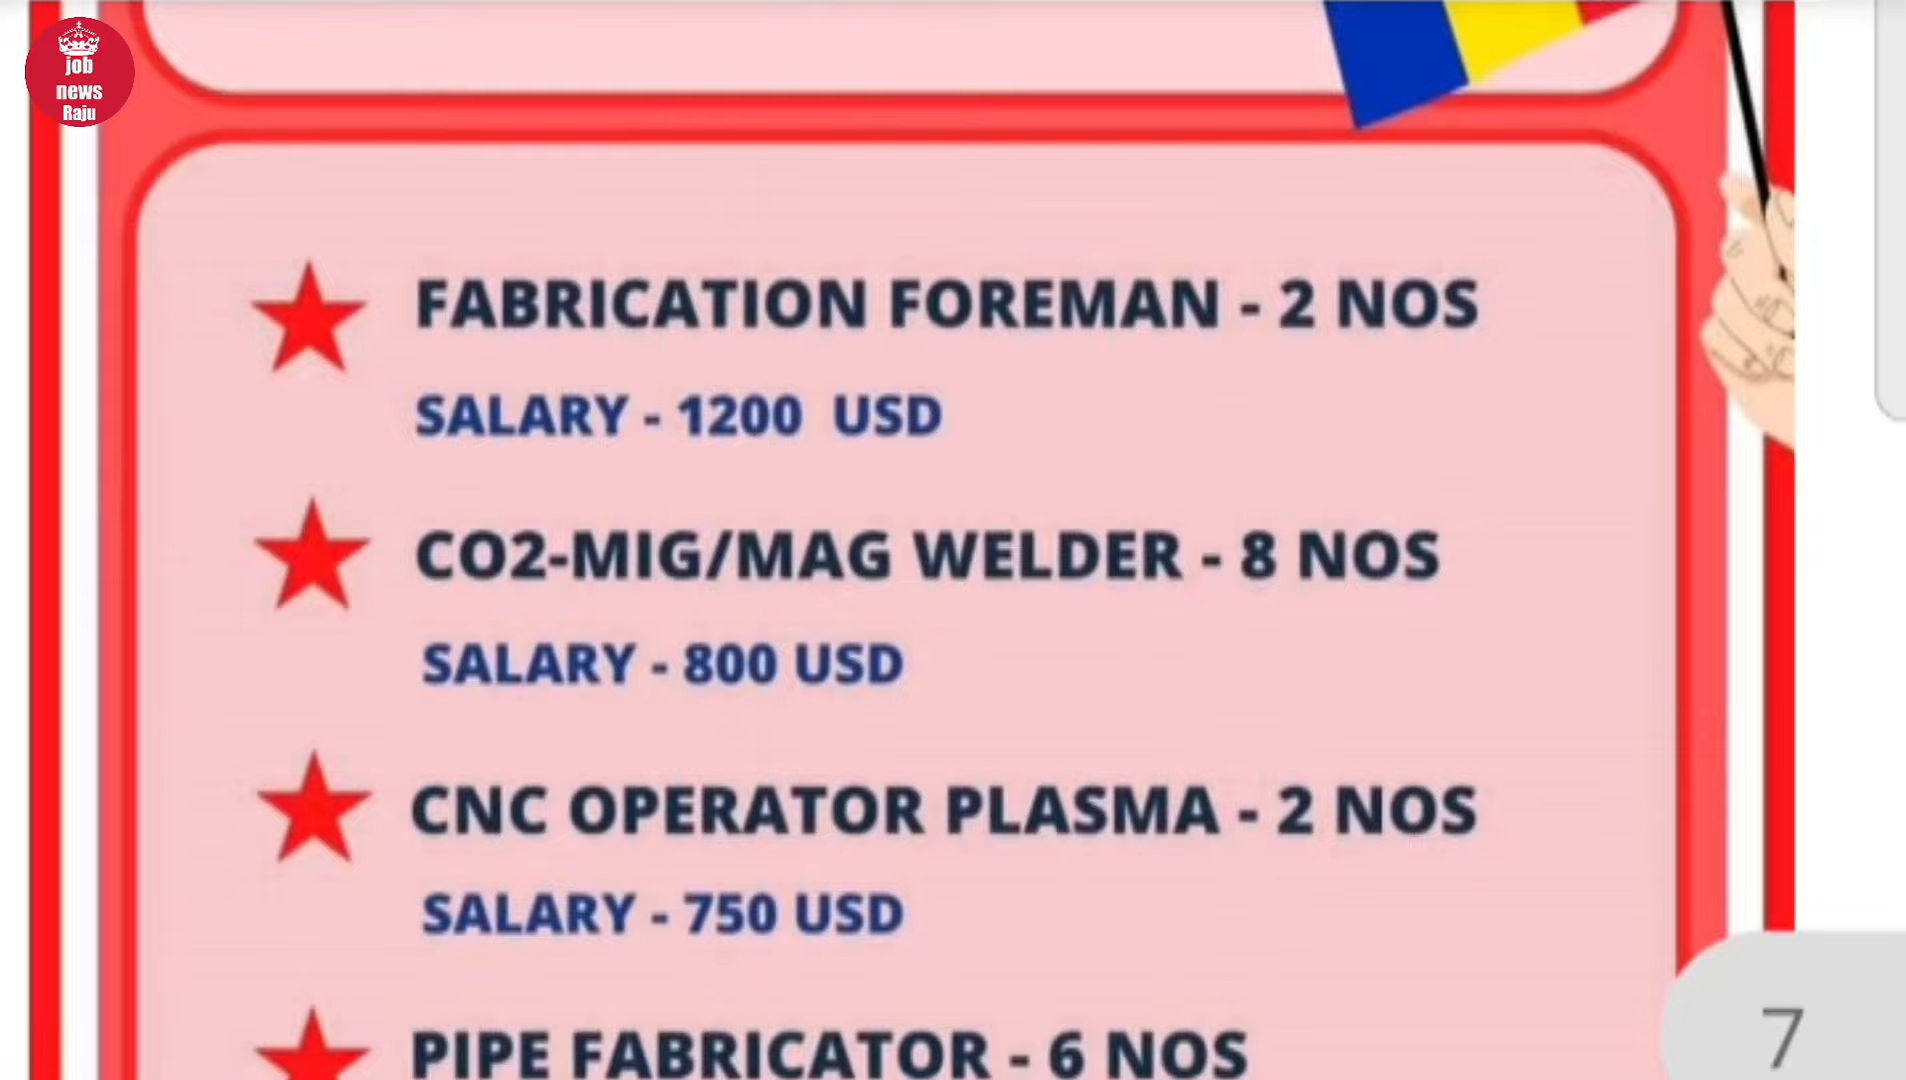 job
news
Raju
FABRICATION FOREMAN - 2 NOS
SALARY - 1200 USD
CO2-MIG/MAG WELDER - 8 NOS
SALARY - 800 USD
CNC OPERATOR PLASMA - 2 NOS
SALARY - 750 USD
PIPE FABRICATOR - 6 NOS
7